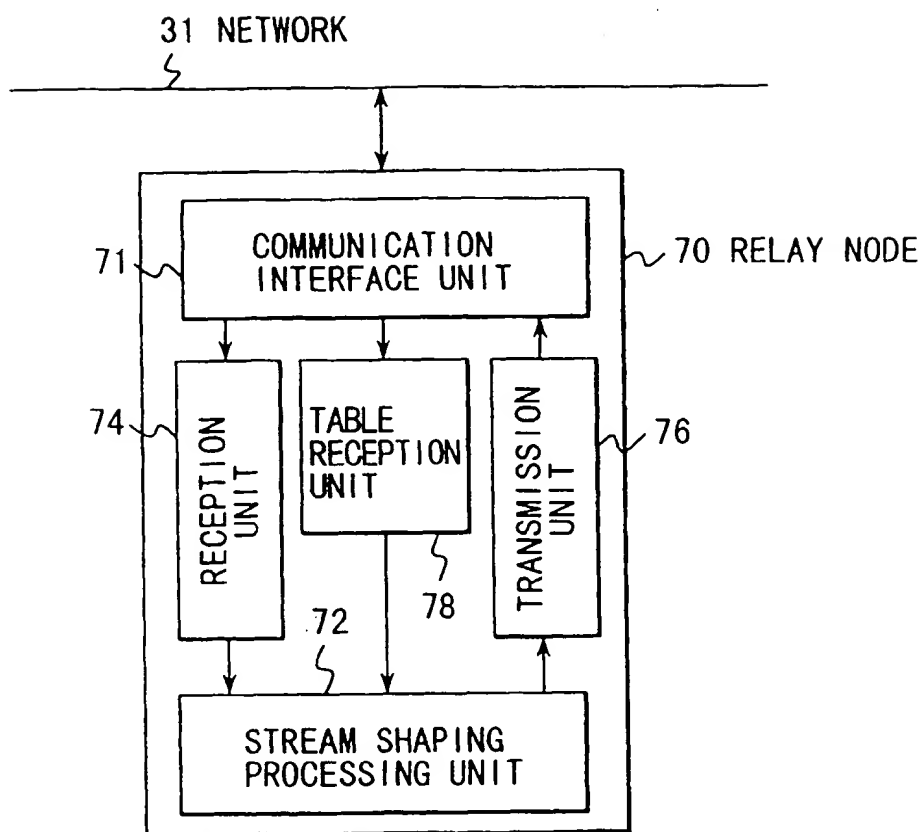 31 NETWORK
COMMUNICATION
INTERFACE UNIT
71
70 RELAY NODE
74
RECEPTION
UNIT
TABLE
RECEPTION
UNIT
TRANSMISSION
UNIT
76
78
72
STREAM SHAPING
PROCESSING UNIT